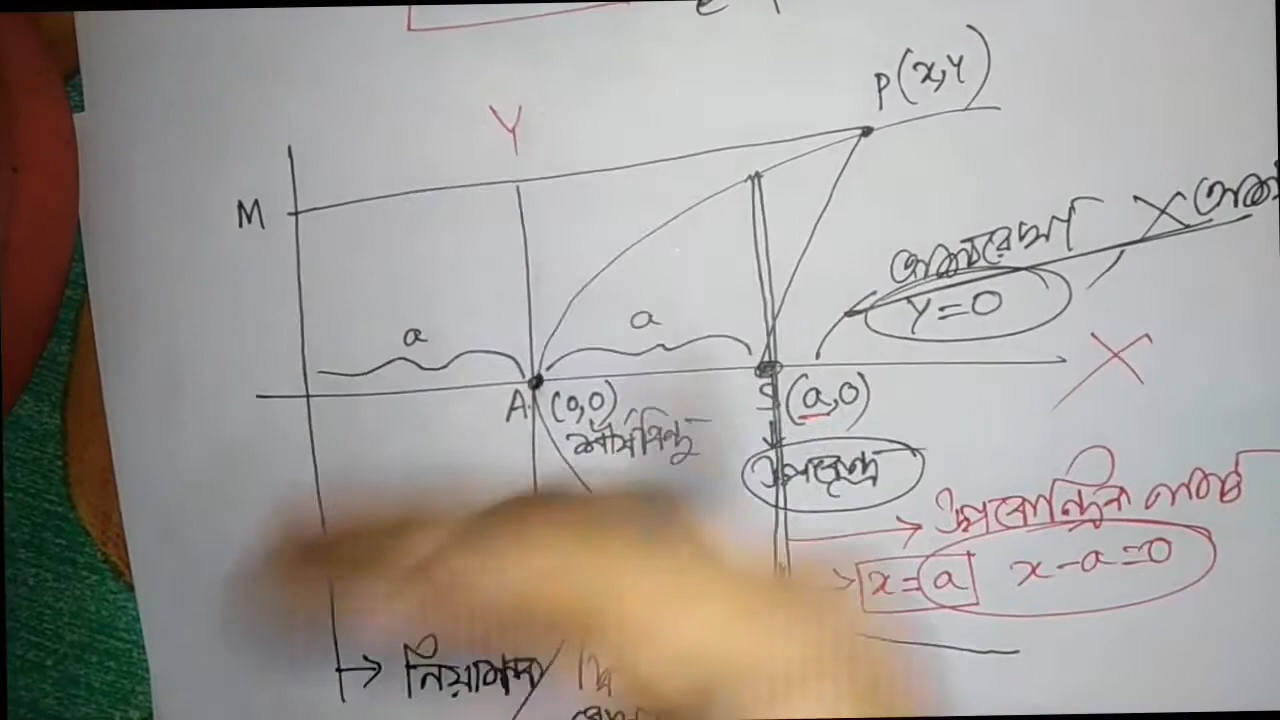 P(x,y)
Y
M
অক্ষরেখা X অক্ষ
y=0
a
a
X
A (0,0)
শীর্ষবিন্দু
S (a,0)
উপকেন্দ্র
উপকেন্দ্রিক লম্ব
x=a x-a=0
নিয়ামক/